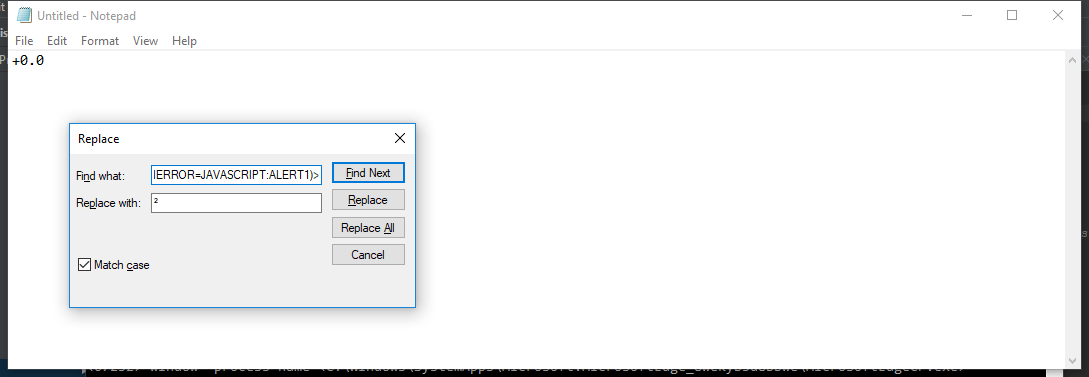 Untitled - Notepad
File Edit Format View Help
+0.0
Replace
Find what: IERROR=JAVASCRIPT:ALERT1)> Find Next
Replace with: ² Replace
Replace All
Cancel
Match case